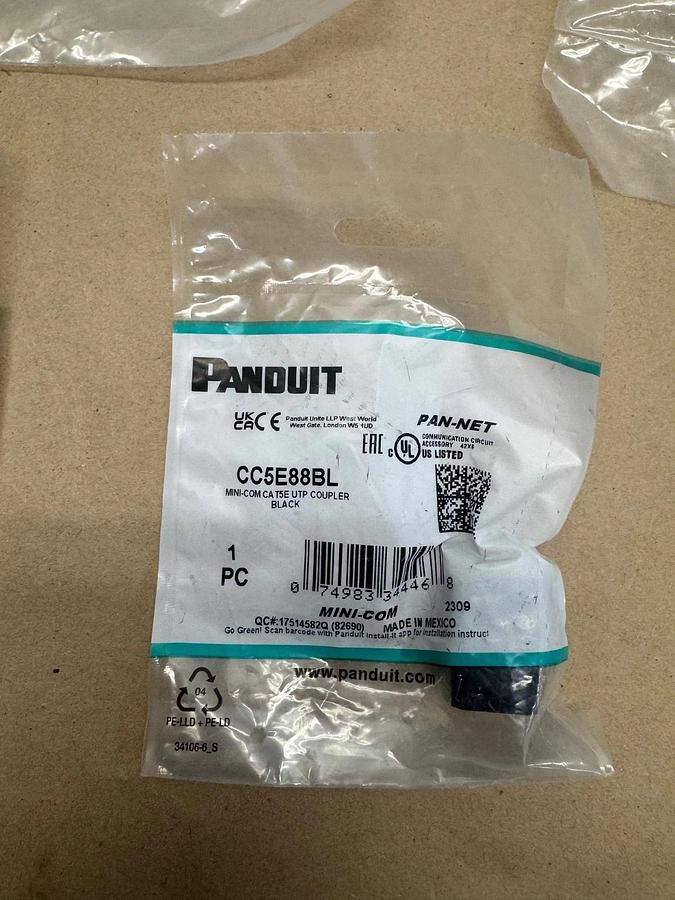 PANDUIT
UK
CA CE
Panduit Unite LLP West World
West Gate, London W5 1UD
PAN-NET
EAC
c UL US LISTED
COMMUNICATION CIRCUIT
ACCESSORY 42X6
CC5E88BL
MINI-COM CAT5E UTP COUPLER
BLACK
1
PC
0 74983 34446 8
MINI-COM
2309
QC#:17514582Q (82690)
MADE IN MEXICO
Go Green! Scan barcode with Panduit Install-It app for installation instruct
www.panduit.com
04
PE-LLD + PE-LD
34106-6_S